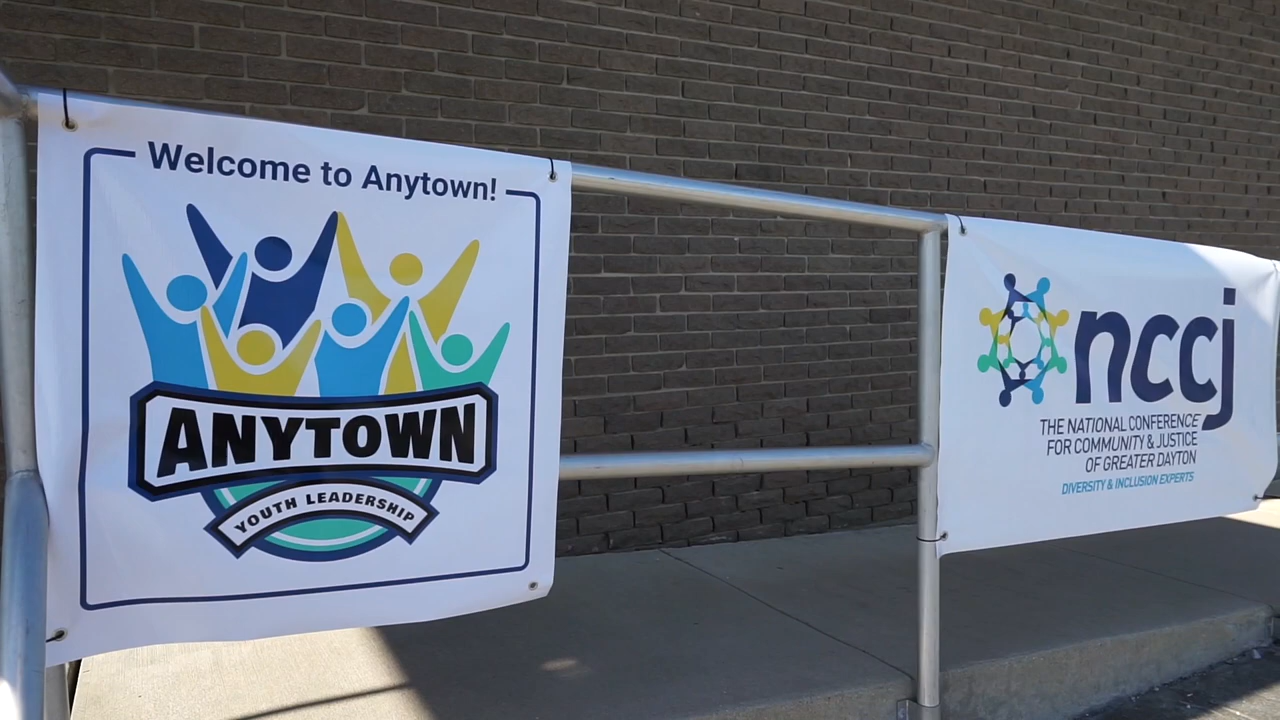 Welcome to Anytown!
ANYTOWN
YOUTH LEADERSHIP
nccj
THE NATIONAL CONFERENCE
FOR COMMUNITY & JUSTICE
OF GREATER DAYTON
DIVERSITY & INCLUSION EXPERTS